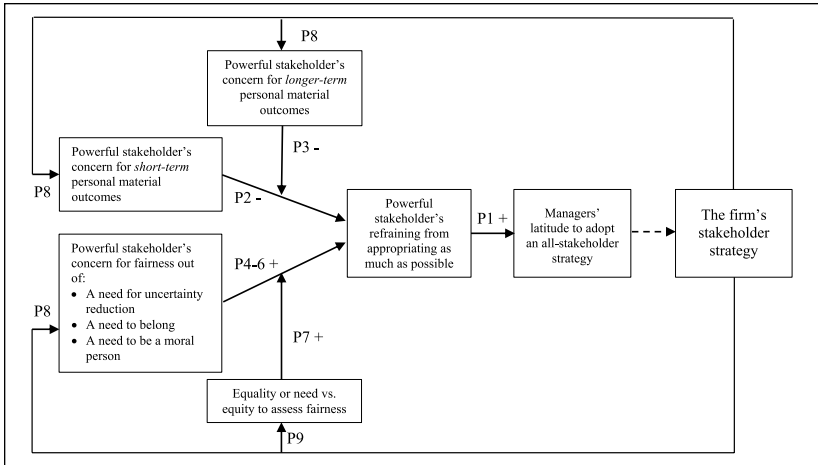 P8
Powerful stakeholder's
concern for longer-term
personal material
outcomes
P3 -
Powerful stakeholder's
concern for short-term
personal material
outcomes
P8
P2 -
Powerful
stakeholder's
refraining from
appropriating as
much as possible
P1 +
Managers'
latitude to adopt
an all-stakeholder
strategy
The firm's
stakeholder
strategy
Powerful stakeholder's
concern for fairness out
of:
• A need for uncertainty
reduction
• A need to belong
• A need to be a moral
person
P8
P4-6 +
P7 +
Equality or need vs.
equity to assess fairness
P9